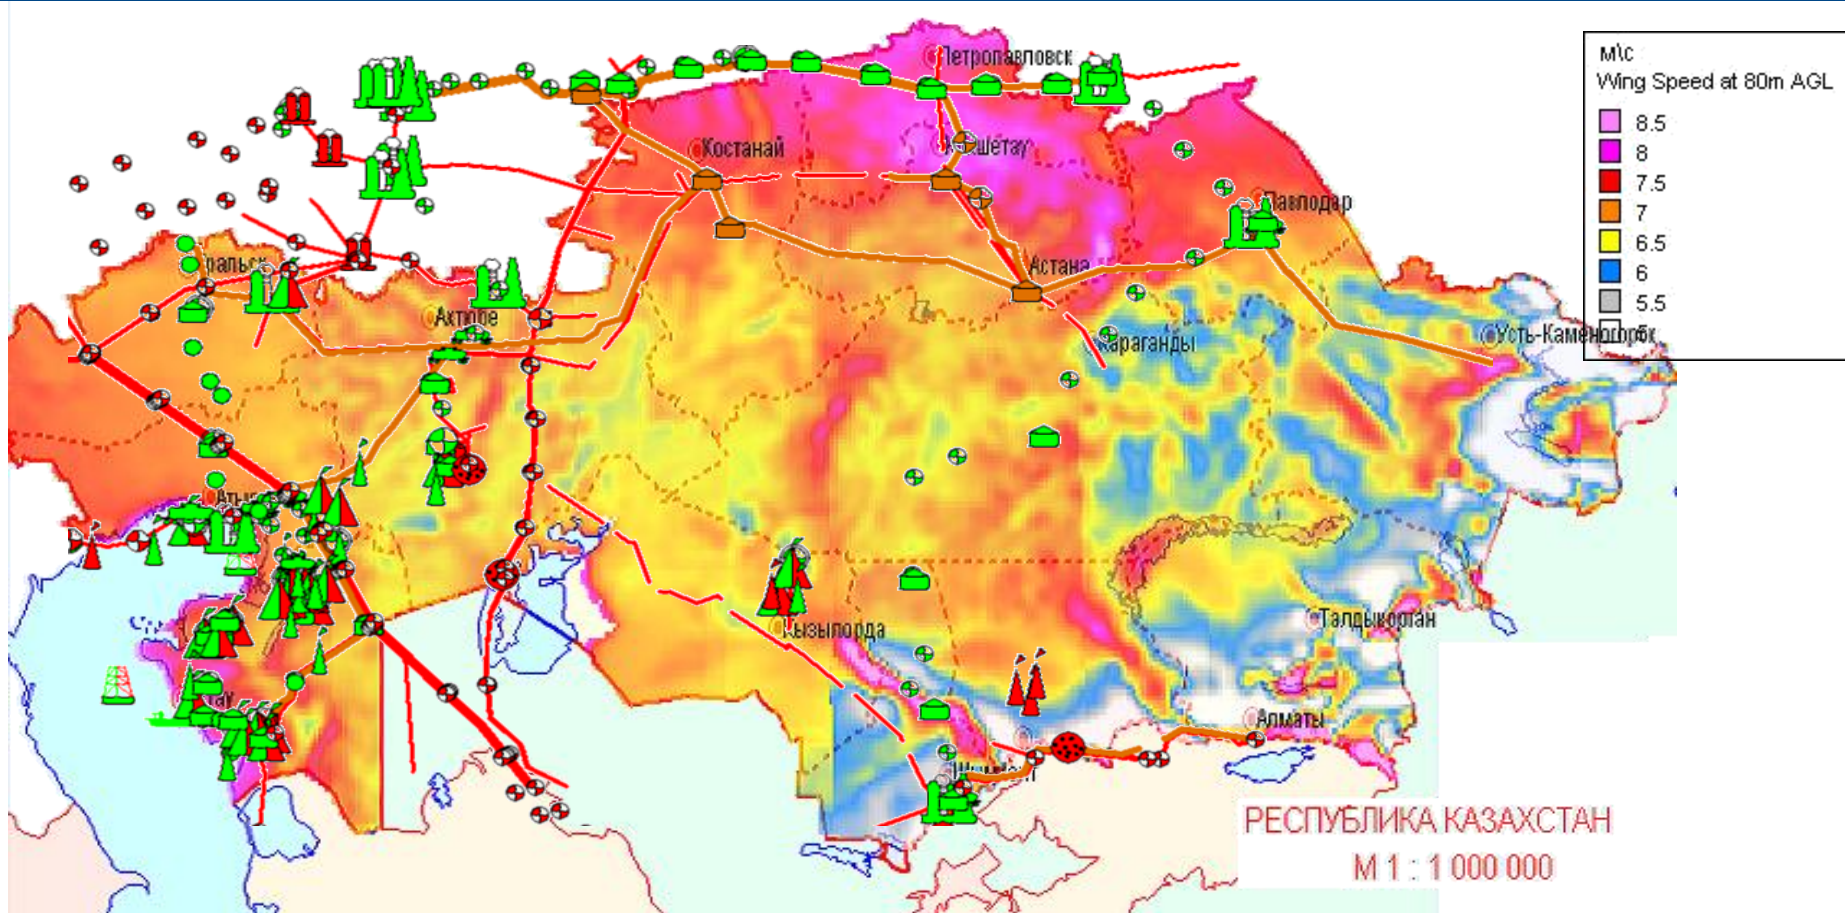 м\с
Wing Speed at 80m AGL
8.5
8
7.5
7
6.5
6
5.5
5
Петропавловск
Костанай
Павлодар
Астана
Актюбе
Усть-Каменогорск
Караганды
Талдыкорган
Кызылорда
Алматы
РЕСПУБЛИКА КАЗАХСТАН
М 1 : 1 000 000